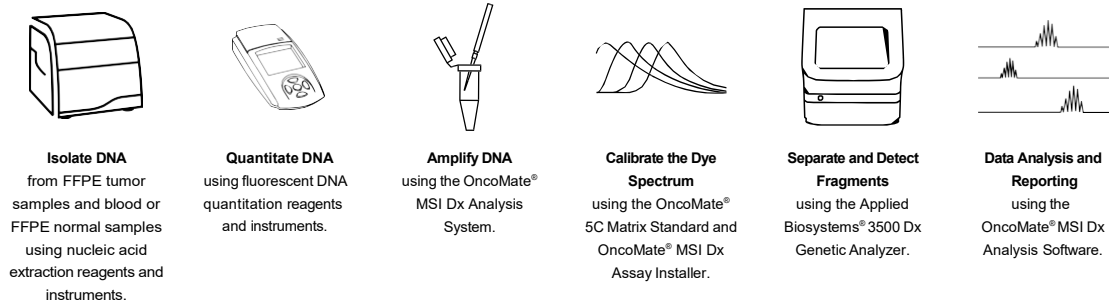 Isolate DNA
from FFPE tumor
samples and blood or
FFPE normal samples
using nucleic acid
extraction reagents and
instruments.
Quantitate DNA
using fluorescent DNA
quantitation reagents
and instruments.
Amplify DNA
using the OncoMate®
MSI Dx Analysis
System.
Calibrate the Dye
Spectrum
using the OncoMate®
5C Matrix Standard and
OncoMate® MSI Dx
Assay Installer.
Separate and Detect
Fragments
using the Applied
Biosystems® 3500 Dx
Genetic Analyzer.
Data Analysis and
Reporting
using the
OncoMate® MSI Dx
Analysis Software.